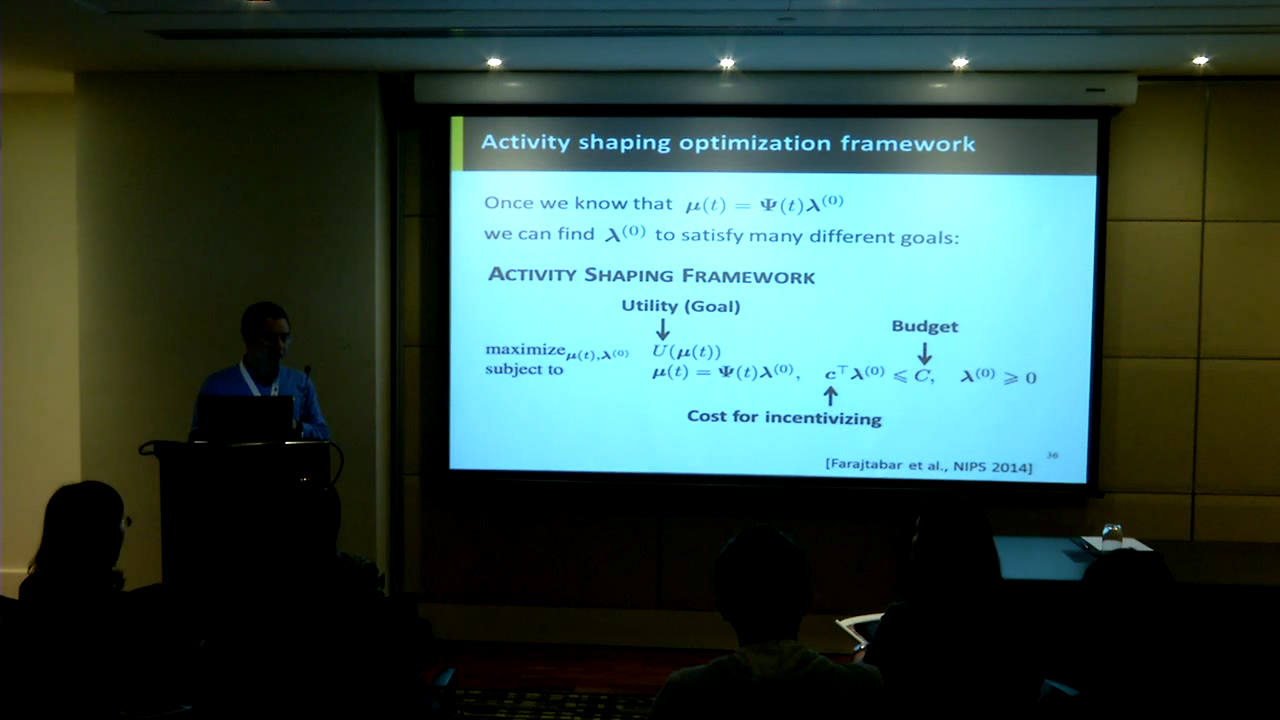 Activity shaping optimization framework
Once we know that μ(t) = Ψ(t)λ⁽⁰⁾
we can find λ⁽⁰⁾ to satisfy many different goals:
ACTIVITY SHAPING FRAMEWORK
Utility (Goal)
Budget
maximize_μ(t),λ⁽⁰⁾ U(μ(t))
subject to μ(t) = Ψ(t)λ⁽⁰⁾, c⊤λ⁽⁰⁾ ⩽ C, λ⁽⁰⁾ ⩾ 0
Cost for incentivizing
36
[Farajtabar et al., NIPS 2014]